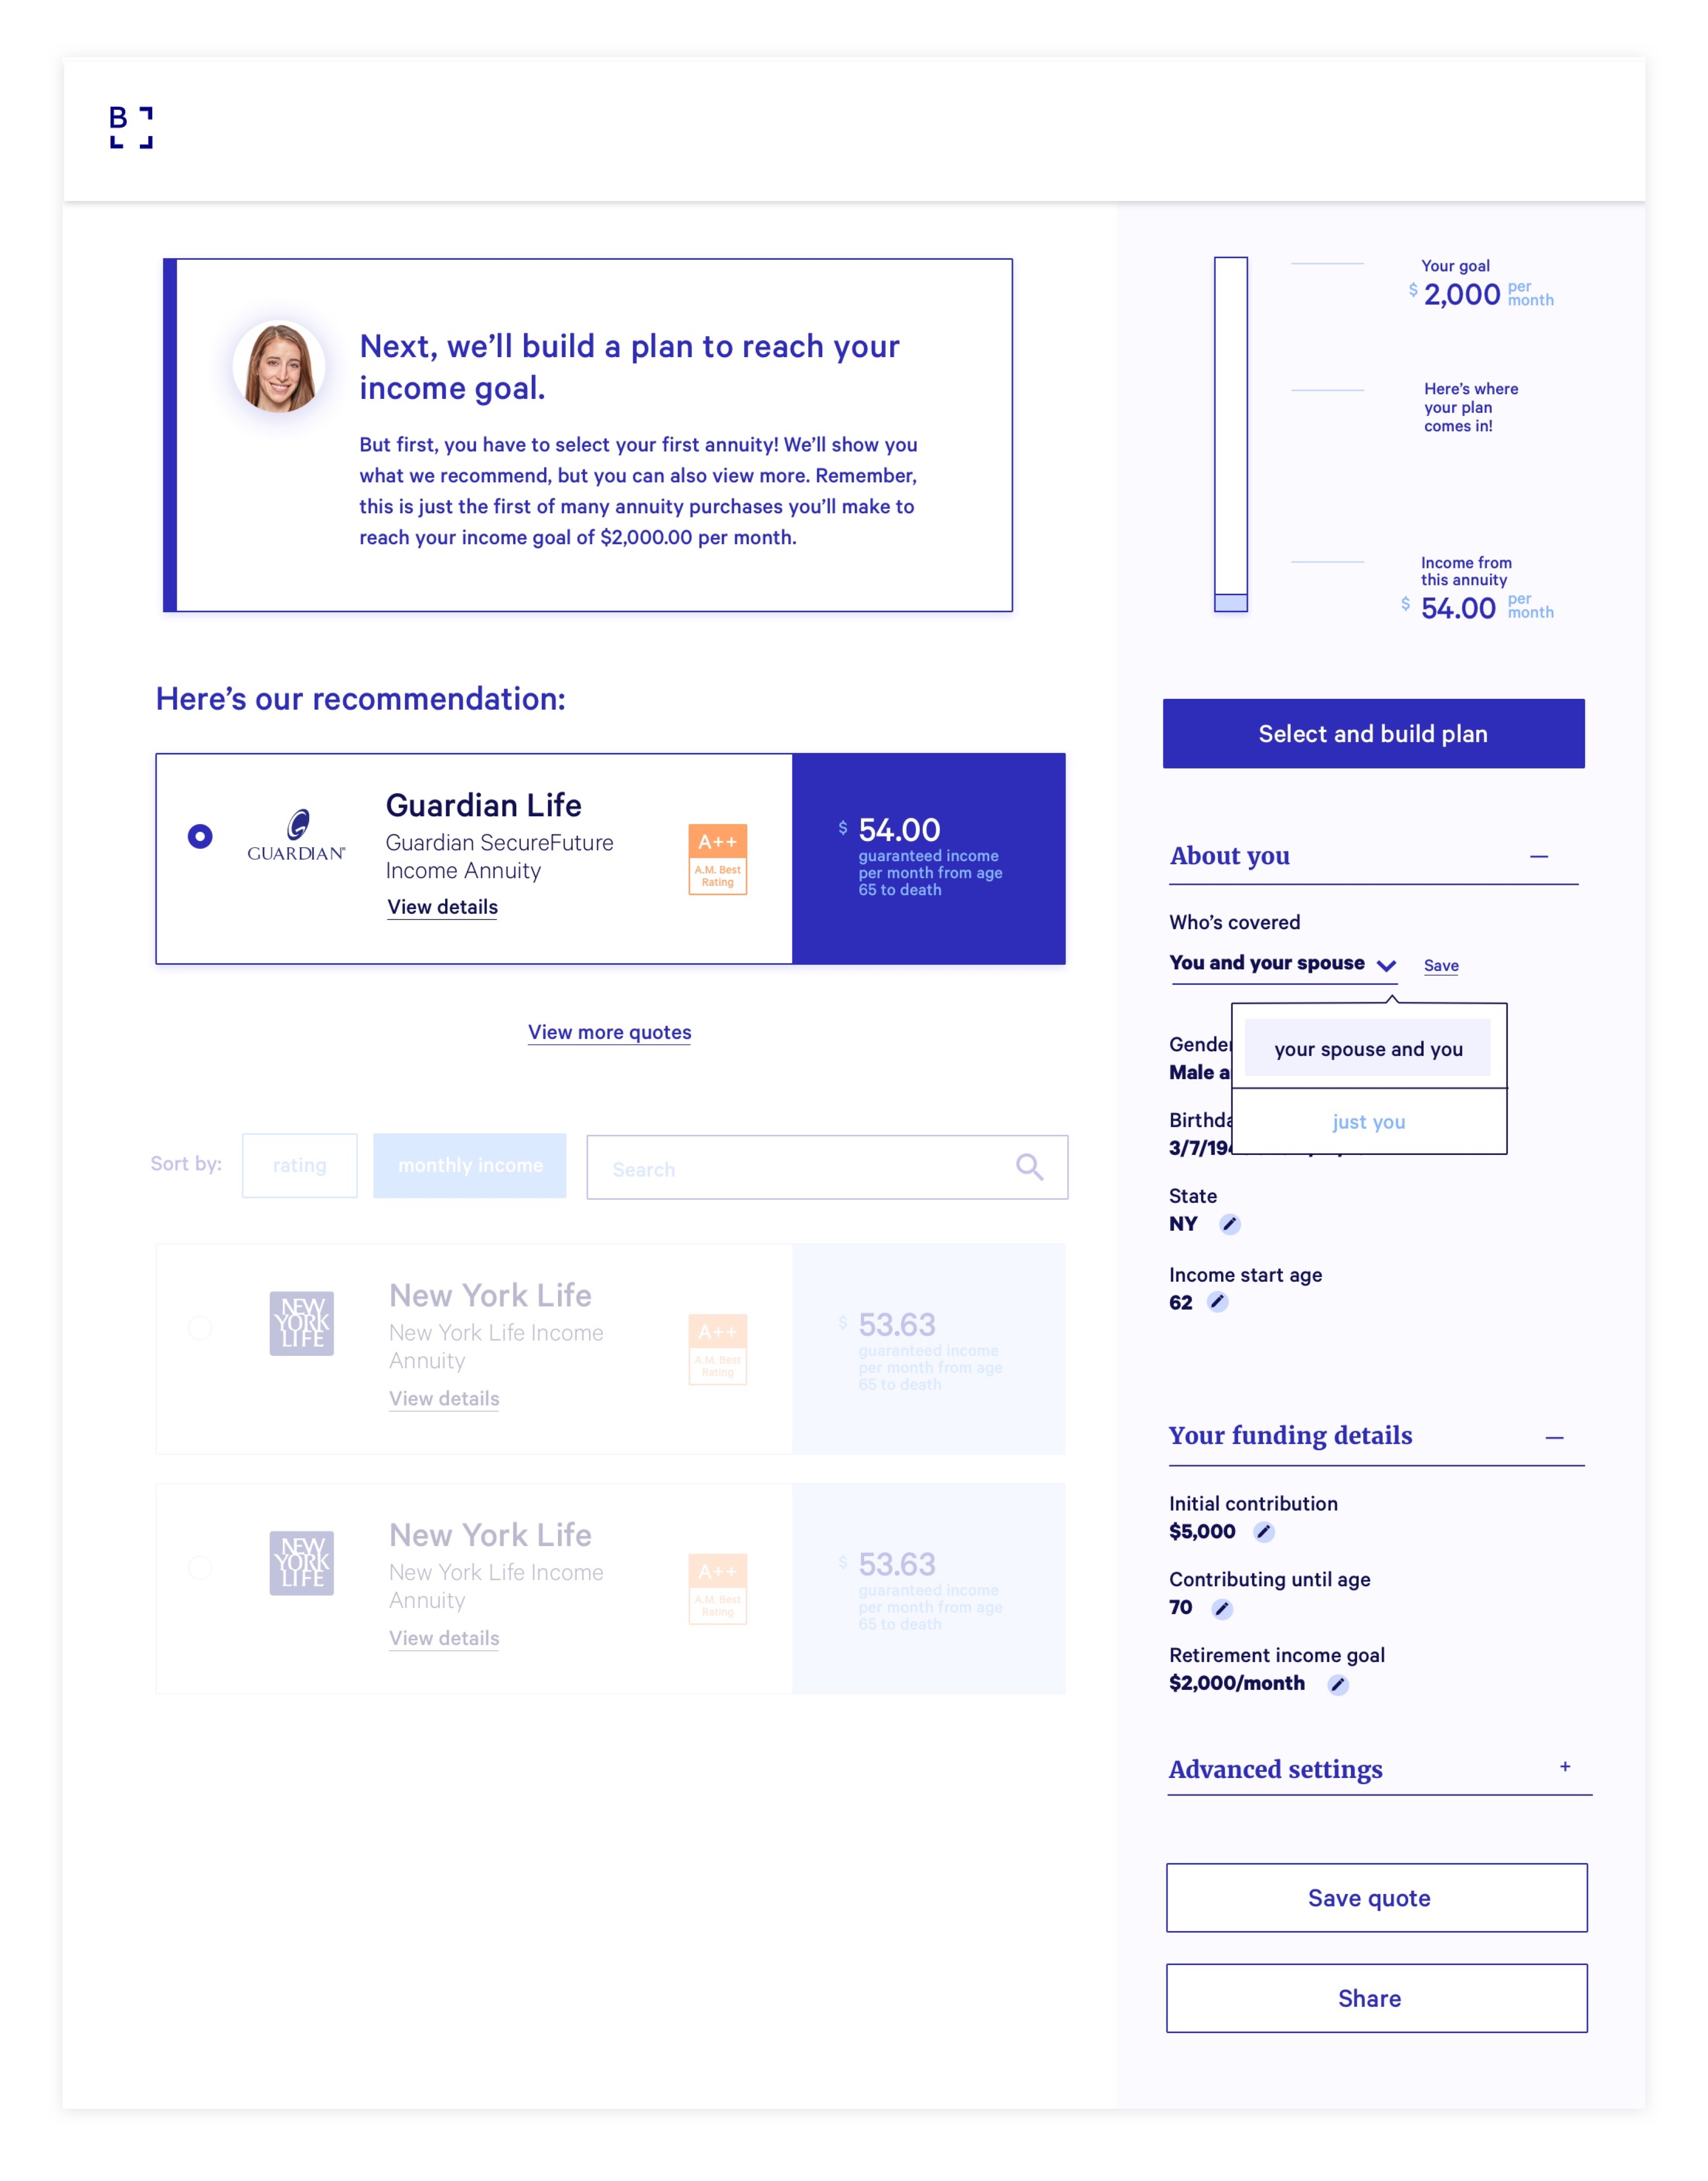 B
Next, we’ll build a plan to reach your
income goal.
But first, you have to select your first annuity! We’ll show you
what we recommend, but you can also view more. Remember,
this is just the first of many annuity purchases you’ll make to
reach your income goal of $2,000.00 per month.
Here’s our recommendation:
GUARDIAN®
Guardian Life
Guardian SecureFuture
Income Annuity
View details
A++
A.M. Best
Rating
$ 54.00
guaranteed income
per month from age
65 to death
View more quotes
Sort by:
rating
monthly income
Search
NEW
YORK
LIFE
New York Life
New York Life Income
Annuity
View details
A++
A.M. Best
Rating
$ 53.63
guaranteed income
per month from age
65 to death
NEW
YORK
LIFE
New York Life
New York Life Income
Annuity
View details
A++
A.M. Best
Rating
$ 53.63
guaranteed income
per month from age
65 to death
Your goal
$ 2,000 per
month
Here’s where
your plan
comes in!
Income from
this annuity
$ 54.00 per
month
Select and build plan
About you —
Who’s covered
You and your spouse
Save
your spouse and you
just you
Gender
Male
State
NY
Income start age
62
Your funding details —
Initial contribution
$5,000
Contributing until age
70
Retirement income goal
$2,000/month
Advanced settings +
Save quote
Share